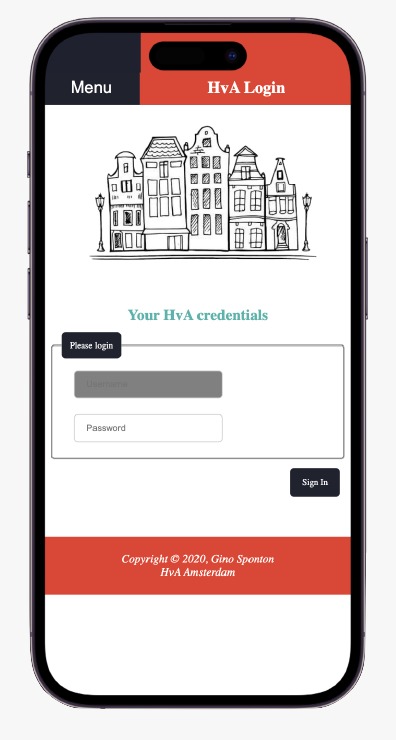 Menu
HvA Login
Your HvA credentials
Please login
Username
Password
Sign In
Copyright © 2020, Gino Sponton
HvA Amsterdam